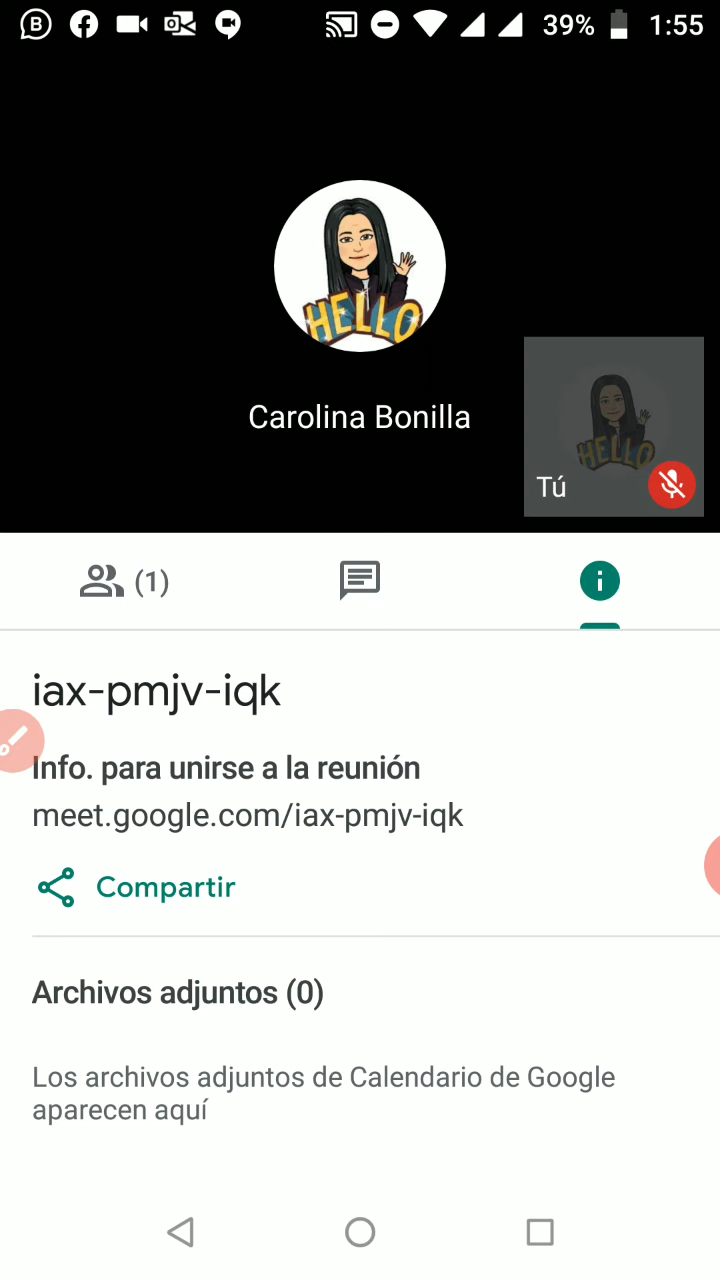 39% 1:55
HELLO
Carolina Bonilla
HELLO
Tú
(1)
iax-pmjv-iqk
Info. para unirse a la reunión
meet.google.com/iax-pmjv-iqk
Compartir
Archivos adjuntos (0)
Los archivos adjuntos de Calendario de Google
aparecen aquí